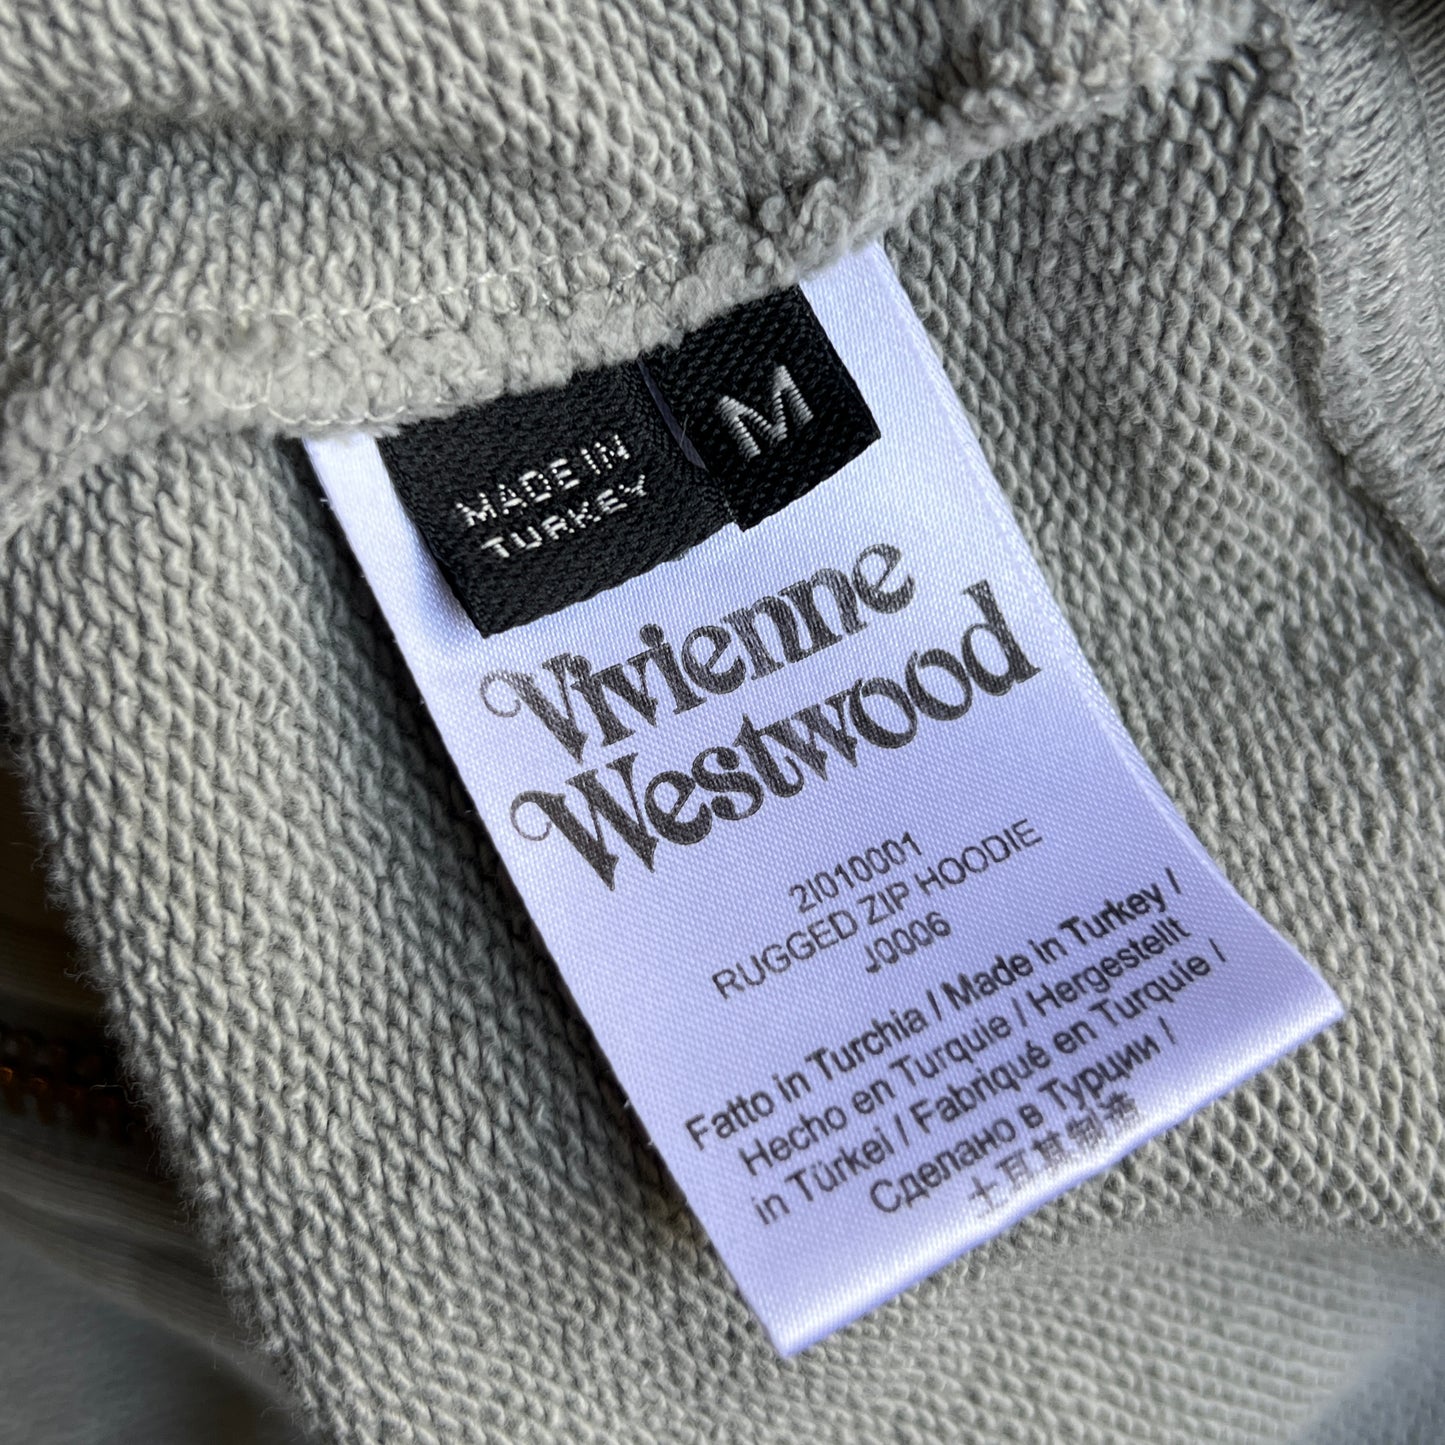 MADE IN
TURKEY
M
Vivienne
Westwood
2I010001
RUGGED ZIP HOODIE
J0006
Fatto in Turchia / Made in Turkey /
Hecho en Turquie / Hergestellt
in Türkei / Fabriqué en Turquie /
Сделано в Турции /
土耳其制造